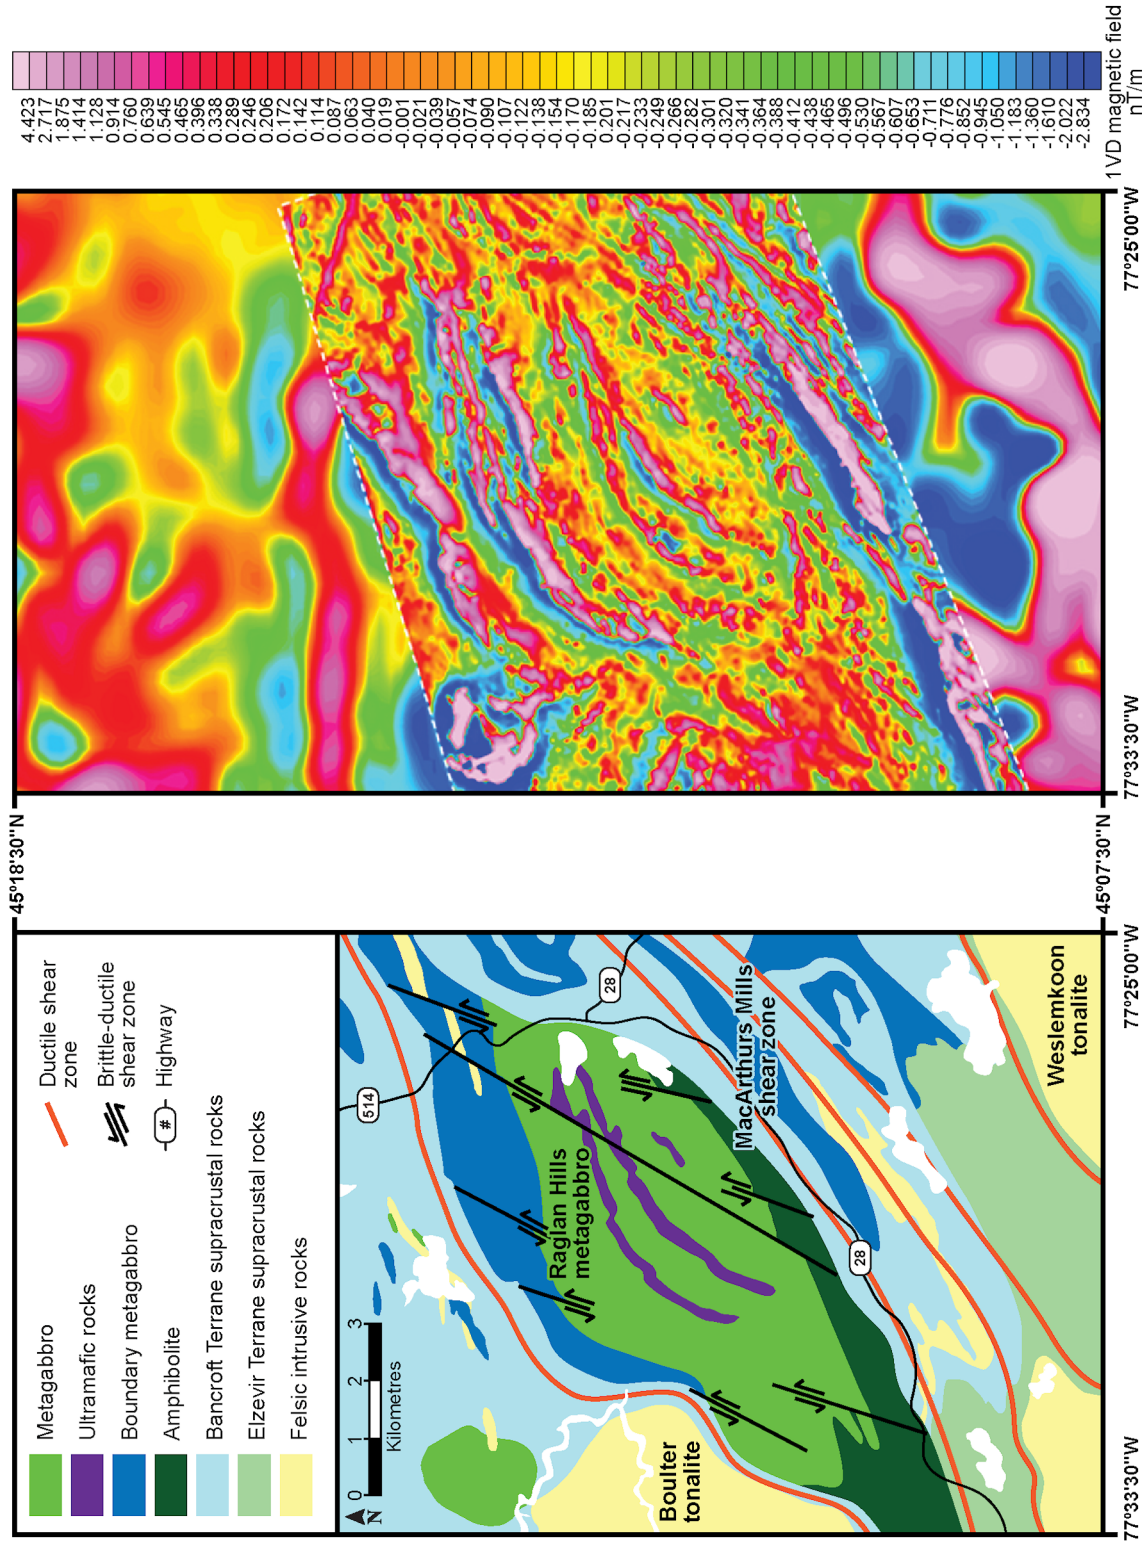 Metagabbro
Ultramafic rocks
Boundary metagabbro
Amphibolite
Bancroft Terrane supracrustal rocks
Elzevir Terrane supracrustal rocks
Felsic intrusive rocks
Ductile shear
zone
Brittle-ductile
shear zone
#
Highway
N
0 1 2 3
Kilometres
514
28
28
Raglan Hills
metagabbro
MacArthurs Mills
shear zone
Boulter
tonalite
Weslemkoon
tonalite
45°18'30"N
45°07'30"N
77°33'30"W
77°25'00"W
77°33'30"W
77°25'00"W
4.423
2.717
1.875
1.414
1.128
0.914
0.760
0.639
0.545
0.465
0.396
0.338
0.289
0.246
0.206
0.172
0.142
0.114
0.087
0.063
0.040
0.019
-0.001
-0.021
-0.039
-0.057
-0.074
-0.090
-0.107
-0.122
-0.138
-0.154
-0.170
-0.185
-0.201
-0.217
-0.233
-0.249
-0.266
-0.282
-0.301
-0.320
-0.341
-0.364
-0.388
-0.412
-0.438
-0.465
-0.496
-0.530
-0.567
-0.607
-0.653
-0.711
-0.776
-0.852
-0.945
-1.050
-1.183
-1.360
-1.610
-2.022
-2.834
1VD magnetic field
nT/m